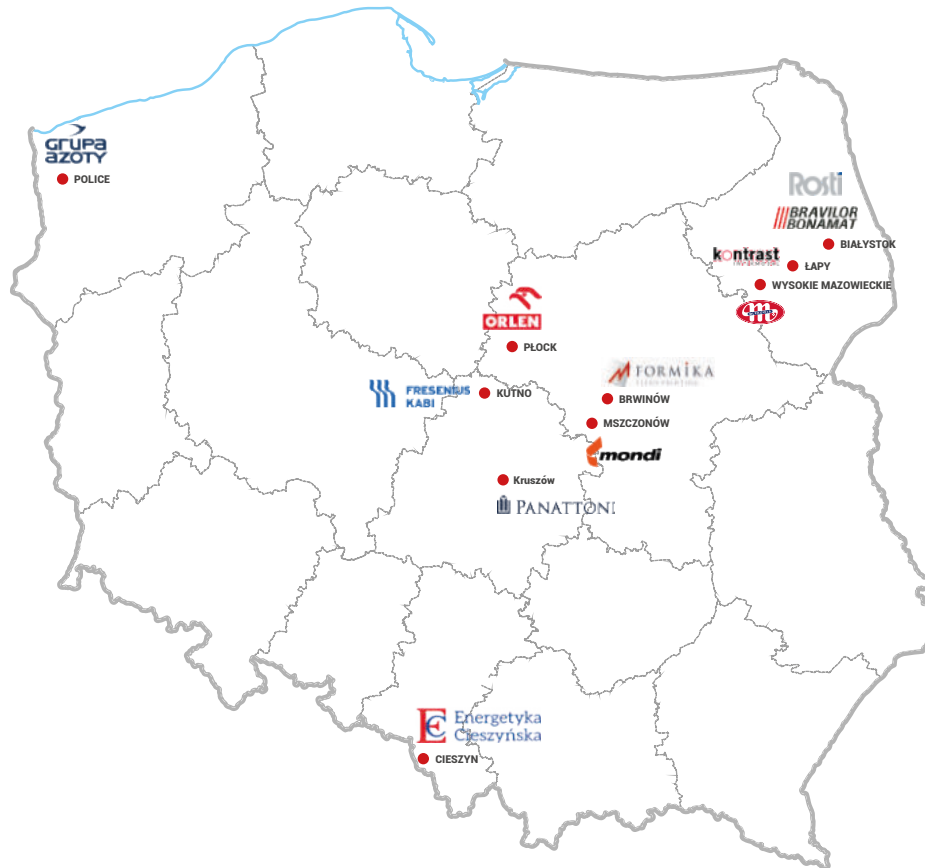 GRUPA
AZOTY
POLICE
Rosti
BRAVILOR
BONAMAT
BIAŁYSTOK
kontrast
ŁAPY
WYSOKIE MAZOWIECKIE
ORLEN
PŁOCK
FORMIKA
FRESENIUS
KABI
KUTNO
BRWINÓW
MSZCZONÓW
mondi
Kruszów
PANATTONI
Energetyka
Cieszyńska
CIESZYN